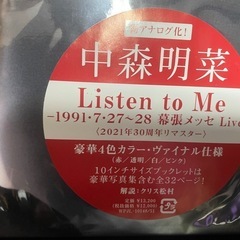 初アナログ化!
中森明菜
Listen to Me
-1991・7・27〜28 幕張メッセ Live
〈2021年30周年リマスター〉
豪華4色カラー・ヴァイナル仕様
(赤／透明／白／ピンク)
10インチサイズブックレットは
豪華写真集含む全32ページ!
解説:クリス松村